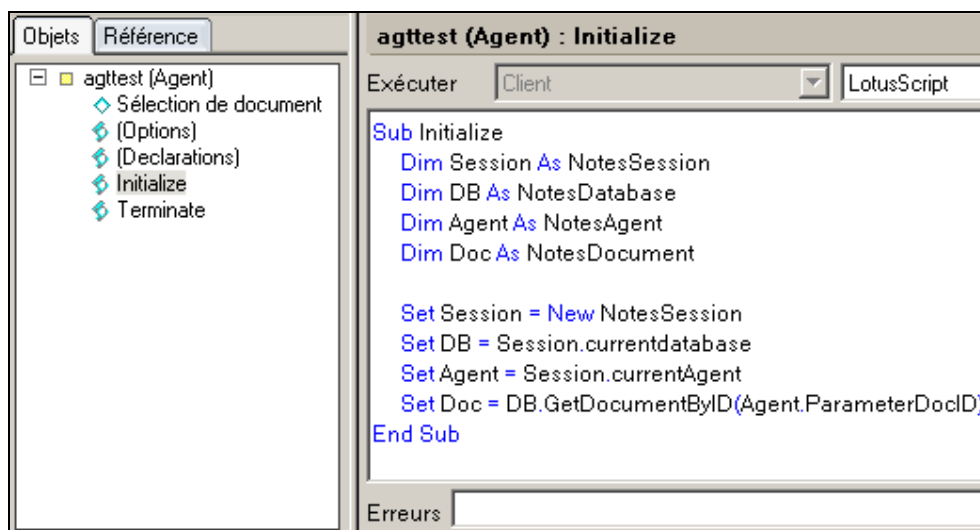 Objets
Référence
agttest (Agent)
Sélection de document
(Options)
(Declarations)
Initialize
Terminate
agttest (Agent) : Initialize
Exécuter
Client
LotusScript
Sub Initialize
Dim Session As NotesSession
Dim DB As NotesDatabase
Dim Agent As NotesAgent
Dim Doc As NotesDocument
Set Session = New NotesSession
Set DB = Session.currentdatabase
Set Agent = Session.currentAgent
Set Doc = DB.GetDocumentByID(Agent.ParameterDocID)
End Sub
Erreurs